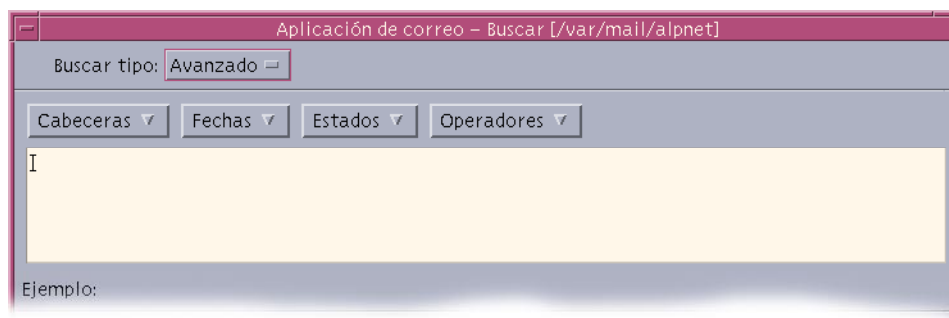 Aplicación de correo – Buscar [/var/mail/alpnet]
Buscar tipo: Avanzado
Cabeceras Fechas Estados Operadores
Ejemplo: